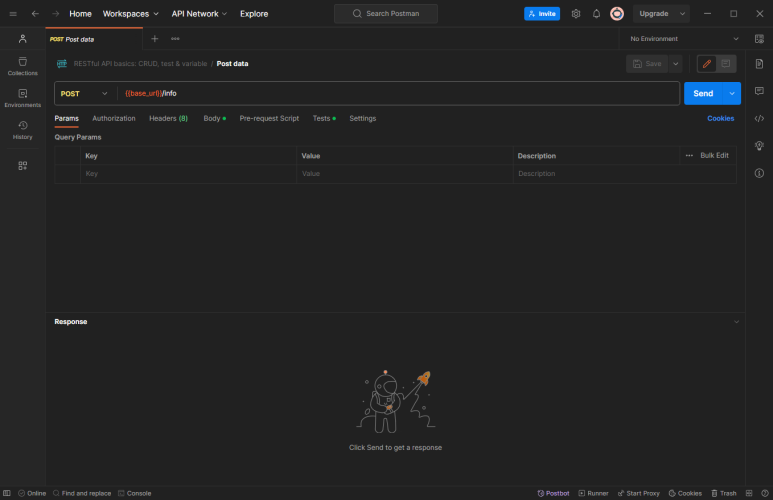 Home Workspaces API Network Explore Search Postman Invite Upgrade
POST Post data No Environment
Collections
Environments
History
RESTful API basics: CRUD, test & variable / Post data Save
POST {{base_url}}/info Send
Params Authorization Headers (8) Body Pre-request Script Tests Settings Cookies
Query Params
Key Value Description Bulk Edit
Key Value Description
Response
Click Send to get a response
Online Find and replace Console Postbot Runner Start Proxy Cookies Trash